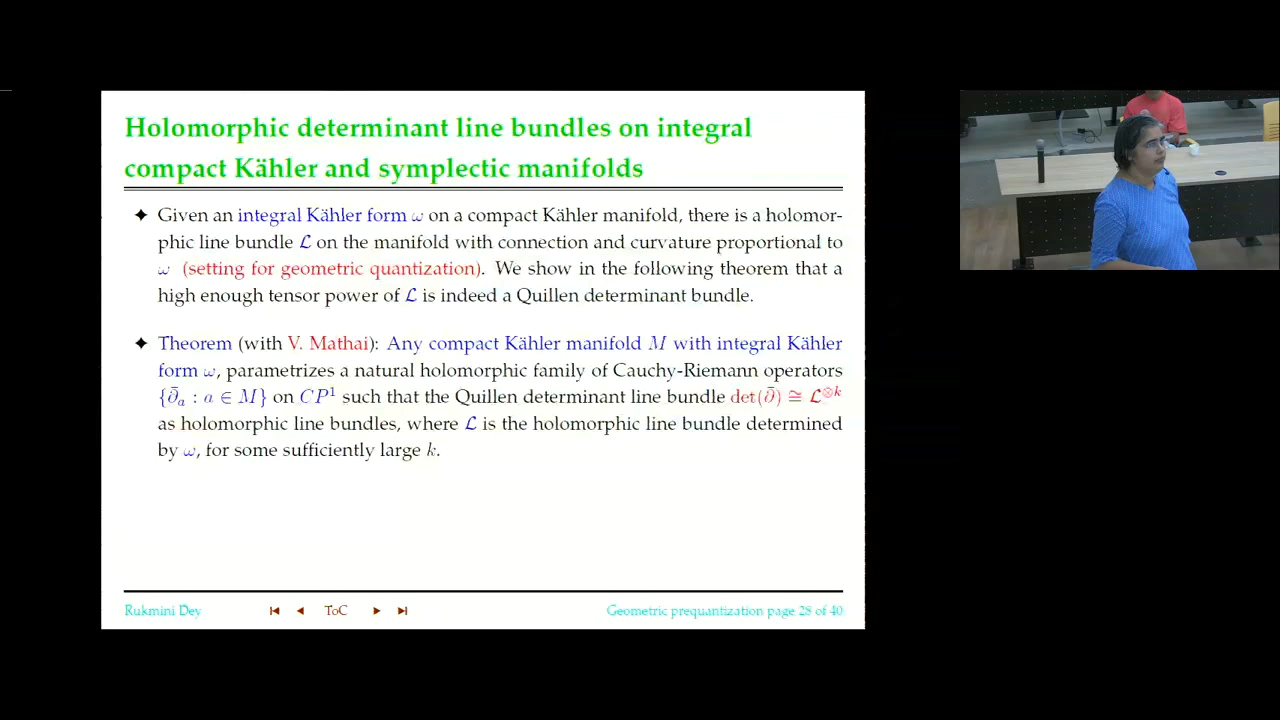 Holomorphic determinant line bundles on integral
compact Kähler and symplectic manifolds
✦ Given an integral Kähler form ω on a compact Kähler manifold, there is a holomor-
phic line bundle ℒ on the manifold with connection and curvature proportional to
ω (setting for geometric quantization). We show in the following theorem that a
high enough tensor power of ℒ is indeed a Quillen determinant bundle.
✦ Theorem (with V. Mathai): Any compact Kähler manifold M with integral Kähler
form ω, parametrizes a natural holomorphic family of Cauchy-Riemann operators
{∂̄ₐ : a ∈ M} on CP¹ such that the Quillen determinant line bundle det(∂̄) ≅ ℒ^⊗k
as holomorphic line bundles, where ℒ is the holomorphic line bundle determined
by ω, for some sufficiently large k.
Rukmini Dey ToC Geometric prequantization page 28 of 40